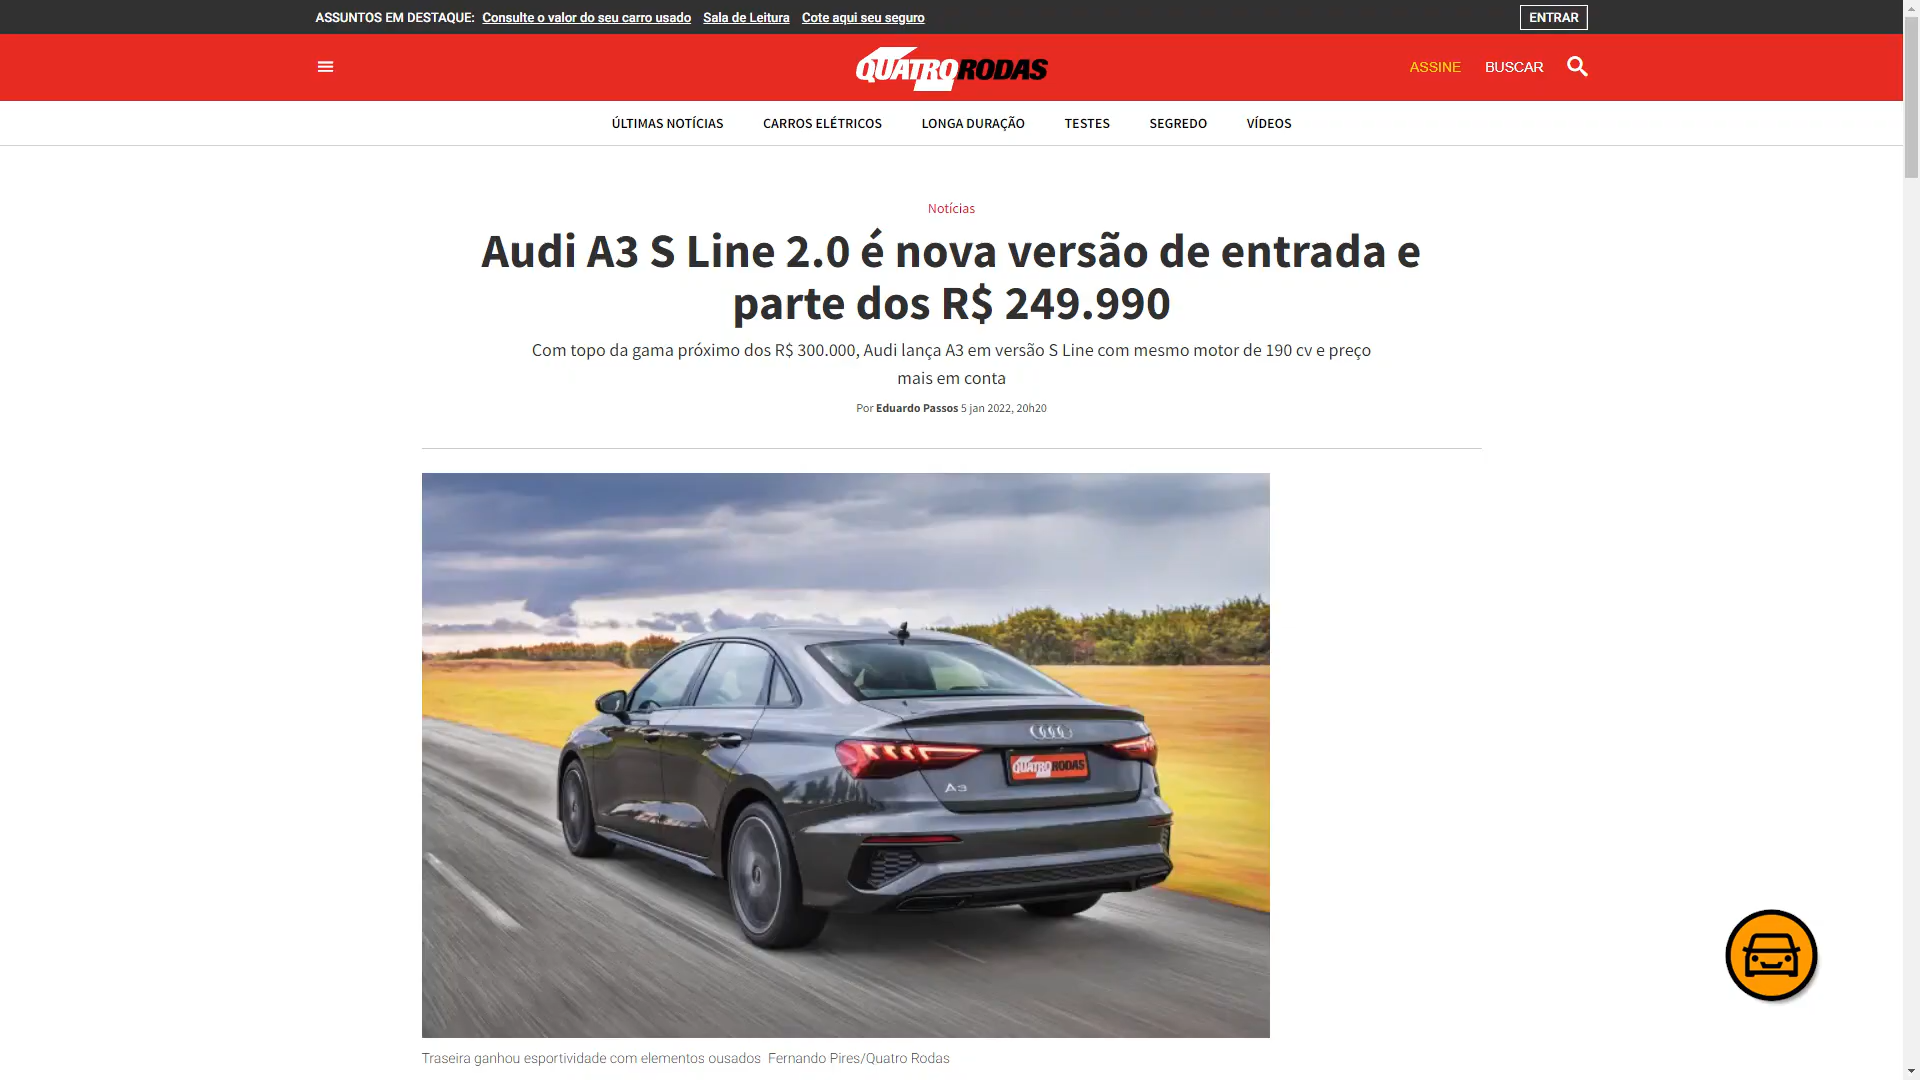 ASSUNTOS EM DESTAQUE: Consulte o valor do seu carro usado Sala de Leitura Cote aqui seu seguro ENTRAR
QUATRO RODAS ASSINE BUSCAR
ÚLTIMAS NOTÍCIAS CARROS ELÉTRICOS LONGA DURAÇÃO TESTES SEGREDO VÍDEOS
Notícias
Audi A3 S Line 2.0 é nova versão de entrada e
parte dos R$ 249.990
Com topo da gama próximo dos R$ 300.000, Audi lança A3 em versão S Line com mesmo motor de 190 cv e preço
mais em conta
Por Eduardo Passos 5 jan 2022, 20h20
QUATRO RODAS
A3
Traseira ganhou esportividade com elementos ousados Fernando Pires/Quatro Rodas